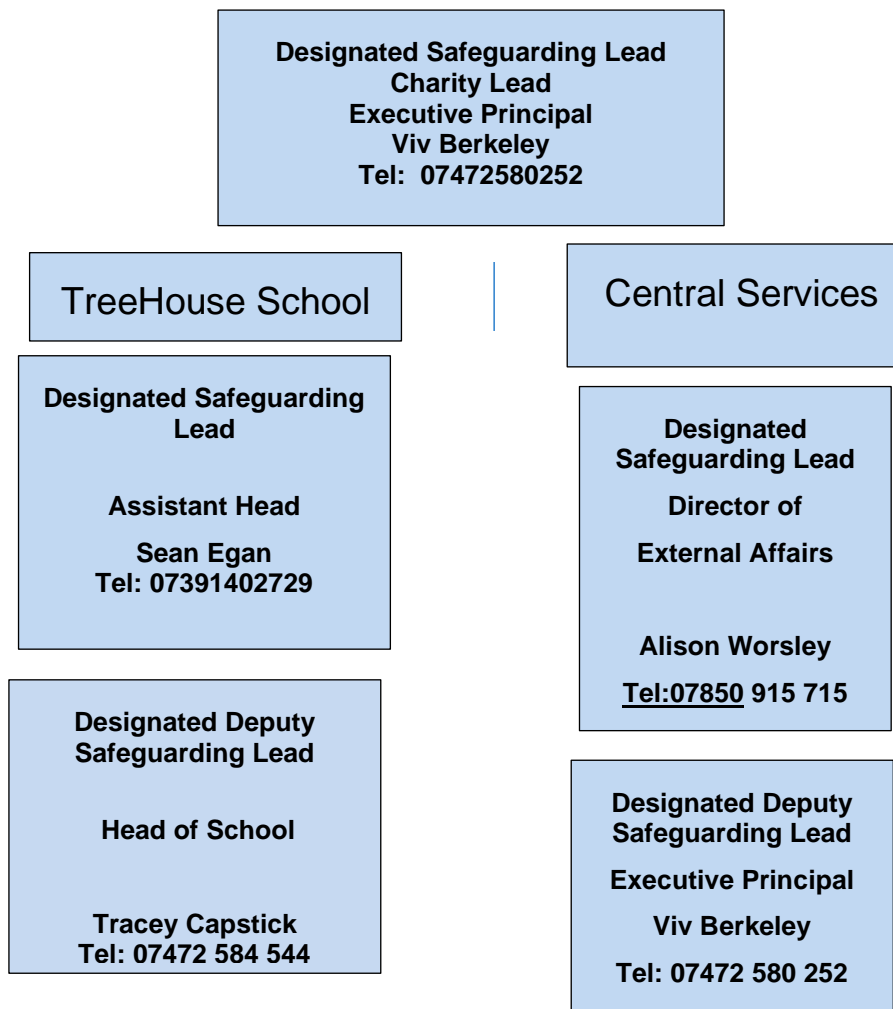 Designated Safeguarding Lead
Charity Lead
Executive Principal
Viv Berkeley
Tel:  07472580252
TreeHouse School
Designated Safeguarding
Lead
Assistant Head
Sean Egan
Tel: 07391402729
Designated Deputy
Safeguarding Lead
Head of School
Tracey Capstick
Tel: 07472 584 544
Central Services
Designated
Safeguarding Lead
Director of
External Affairs
Alison Worsley
Tel:07850 915 715
Designated Deputy
Safeguarding Lead
Executive Principal
Viv Berkeley
Tel: 07472 580 252